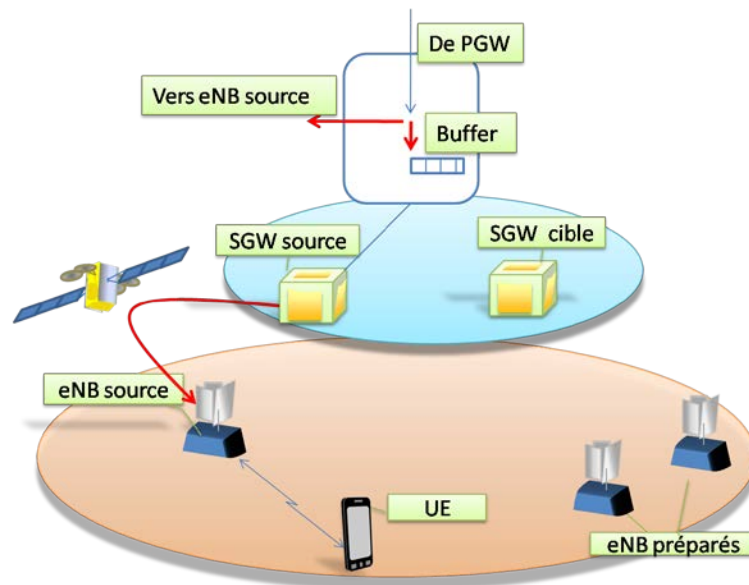 De PGW
Vers eNB source
Buffer
SGW source
SGW cible
eNB source
UE
eNB préparés